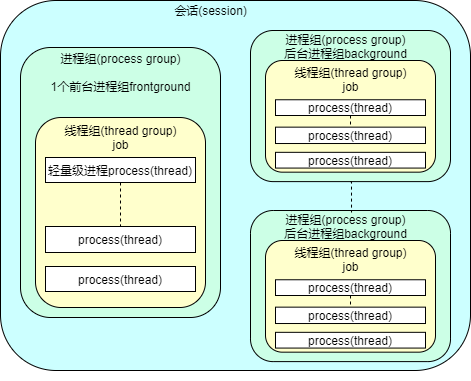 会话(session)
进程组(process group)
1个前台进程组frontground
线程组(thread group)
job
轻量级进程process(thread)
process(thread)
process(thread)
进程组(process group)
后台进程组background
线程组(thread group)
job
process(thread)
process(thread)
process(thread)
进程组(process group)
后台进程组background
线程组(thread group)
job
process(thread)
process(thread)
process(thread)